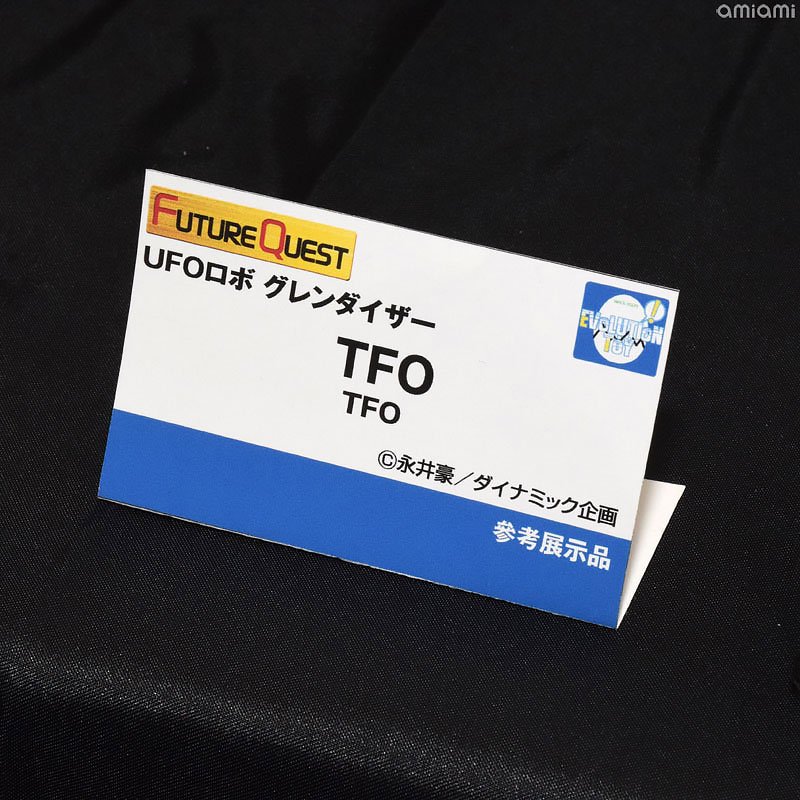 amiami
FUTURE QUEST
UFOロボ グレンダイザー
EVOLUTION
TOY
TFO
TFO
©永井豪／ダイナミック企画
參考展示品